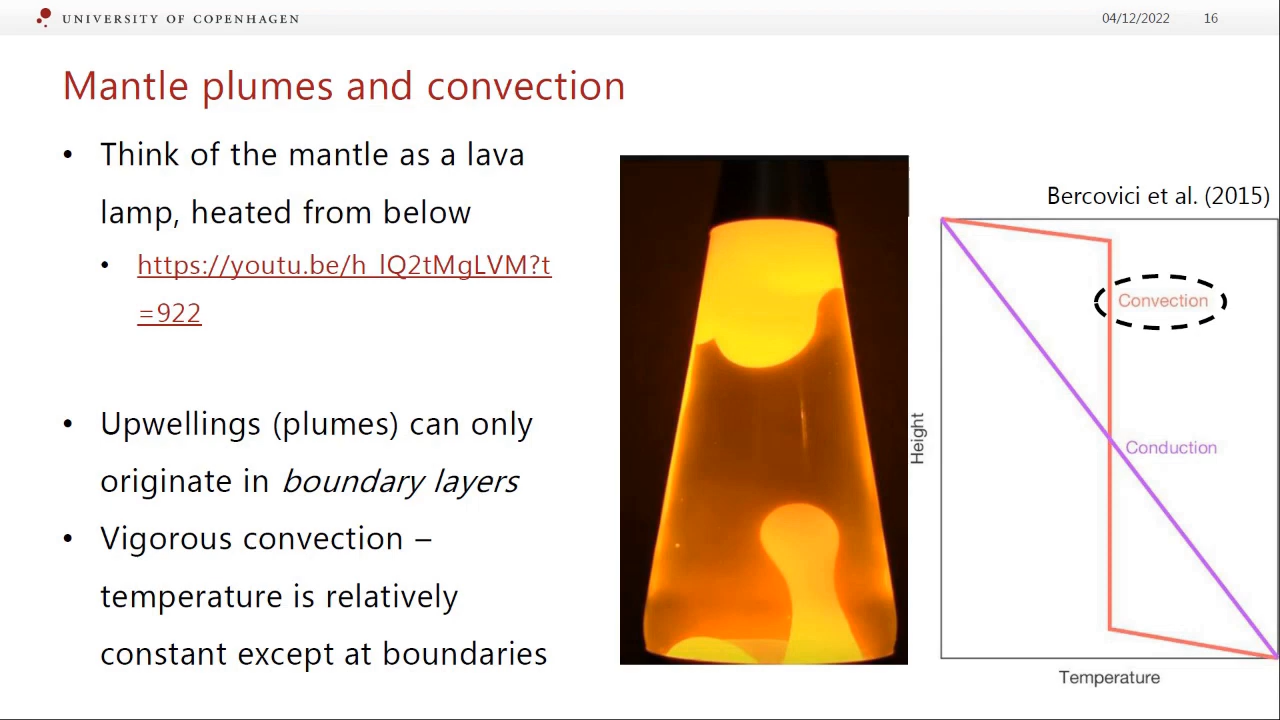 UNIVERSITY OF COPENHAGEN
04/12/2022 16
Mantle plumes and convection
• Think of the mantle as a lava
lamp, heated from below
• https://youtu.be/h_lQ2tMgLVM?t
=922
• Upwellings (plumes) can only
originate in boundary layers
• Vigorous convection –
temperature is relatively
constant except at boundaries
Bercovici et al. (2015)
Convection
Conduction
Height
Temperature